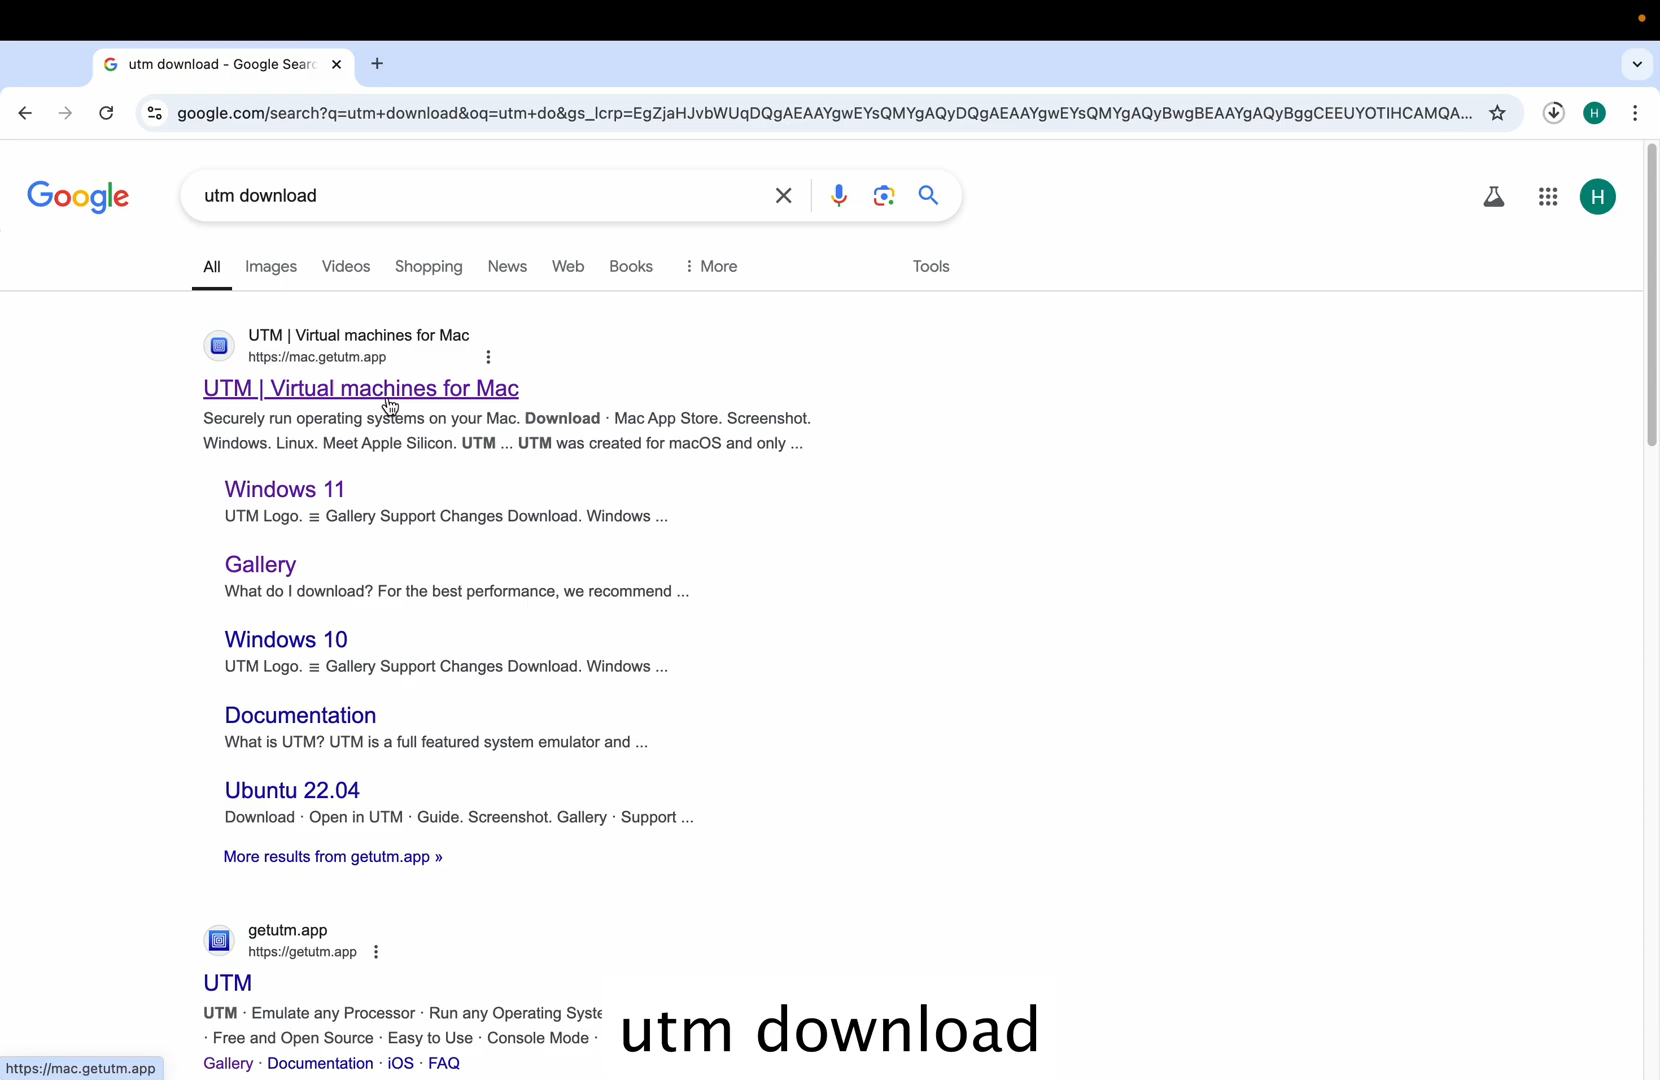 utm download - Google Sear
google.com/search?q=utm+download&oq=utm+do&gs_lcrp=EgZjaHJvbWUqDQgAEAAYgwEYsQMYgAQyDQgAEAAYgwEYsQMYgAQyBwgBEAAYgAQyBggCEEUYOTIHCAMQA...
H
Google
utm download
H
All Images Videos Shopping News Web Books More Tools
UTM | Virtual machines for Mac
https://mac.getutm.app
UTM | Virtual machines for Mac
Securely run operating systems on your Mac. Download · Mac App Store. Screenshot.
Windows. Linux. Meet Apple Silicon. UTM ... UTM was created for macOS and only ...
Windows 11
UTM Logo. ≡ Gallery Support Changes Download. Windows ...
Gallery
What do I download? For the best performance, we recommend ...
Windows 10
UTM Logo. ≡ Gallery Support Changes Download. Windows ...
Documentation
What is UTM? UTM is a full featured system emulator and ...
Ubuntu 22.04
Download · Open in UTM · Guide. Screenshot. Gallery · Support ...
More results from getutm.app »
getutm.app
https://getutm.app
UTM
UTM · Emulate any Processor · Run any Operating Syste
· Free and Open Source · Easy to Use · Console Mode ·
Gallery · Documentation · iOS · FAQ
utm download
https://mac.getutm.app